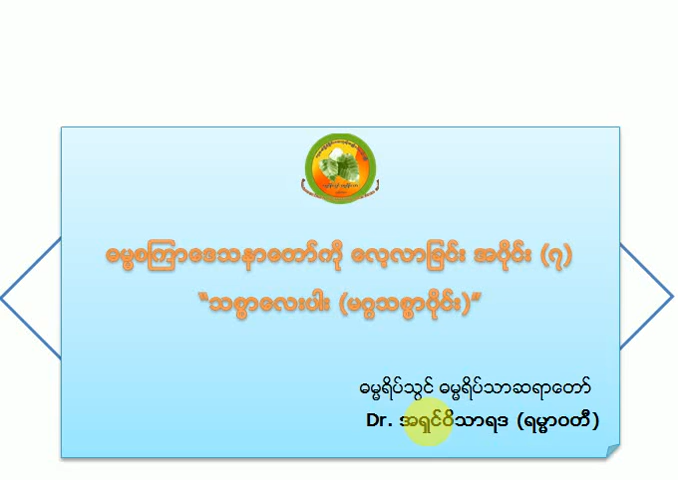 ဓမ္မစကြာဒေသနာတော်ကို လေ့လာခြင်း အပိုင်း (၇)
"သစ္စာလေးပါး (မဂ္ဂသစ္စာပိုင်း)"
ဓမ္မရိပ်သွင် ဓမ္မရိပ်သာဆရာတော်
Dr. အရှင်ဝိသာရဒ (ရမ္မာဝတီ)